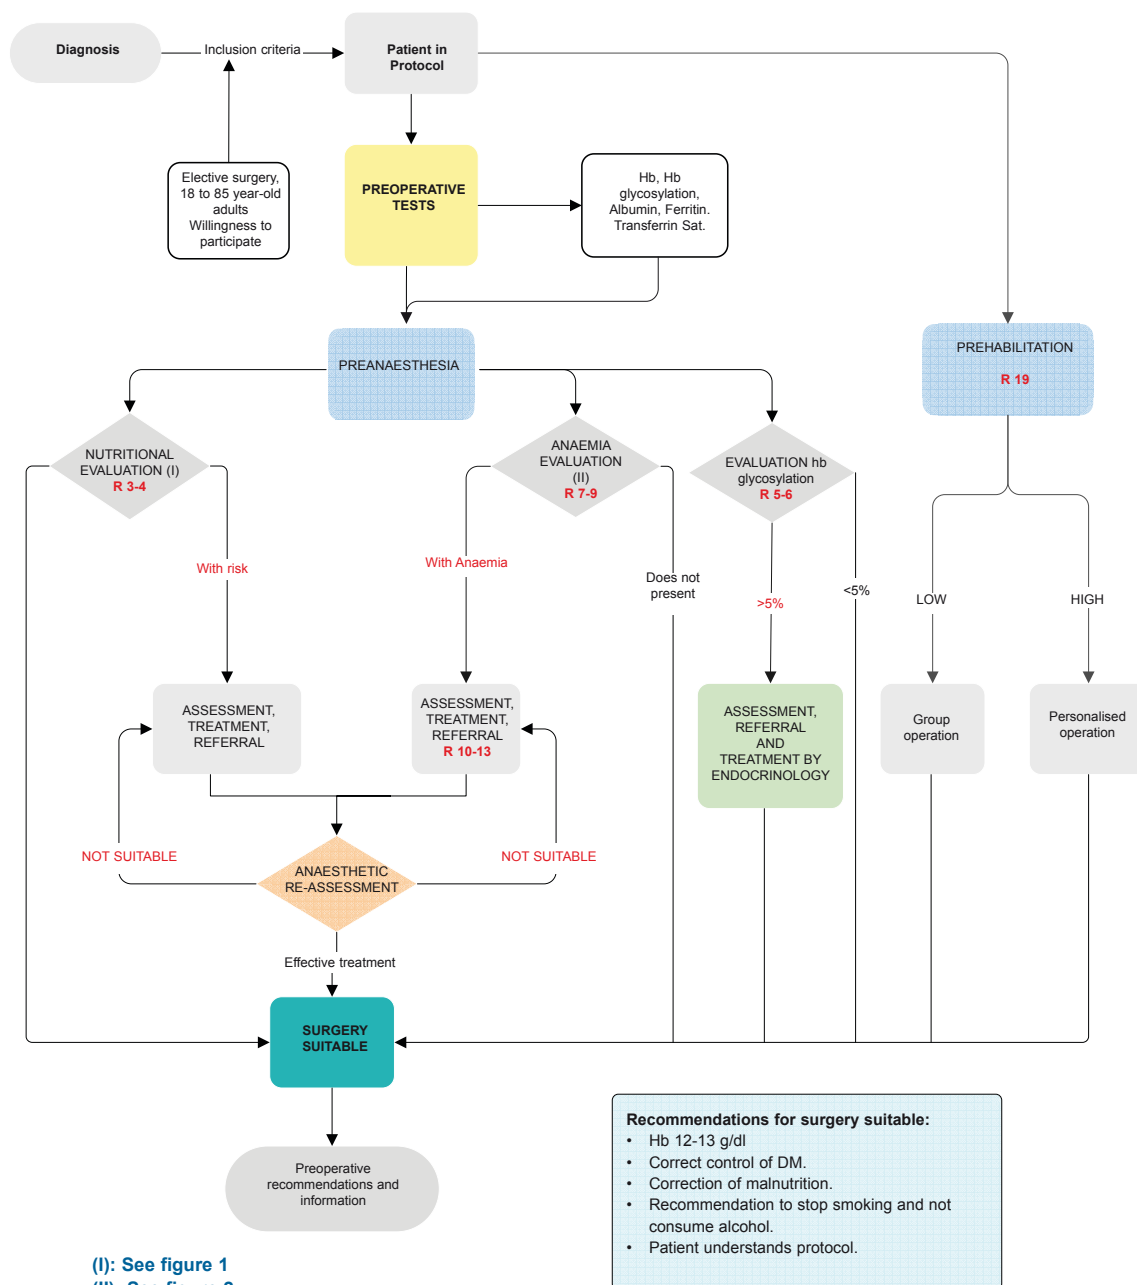 Diagnosis
Inclusion criteria
Patient in
Protocol
Elective surgery,
18 to 85 year-old
adults
Willingness to
participate
PREOPERATIVE
TESTS
Hb, Hb
glycosylation,
Albumin, Ferritin.
Transferrin Sat.
PREANAESTHESIA
PREHABILITATION
R 19
NUTRITIONAL
EVALUATION (I)
R 3-4
ANAEMIA
EVALUATION
(II)
R 7-9
EVALUATION hb
glycosylation
R 5-6
With risk
With Anaemia
Does not
present
>5%
<5%
LOW
HIGH
ASSESSMENT,
TREATMENT,
REFERRAL
ASSESSMENT,
TREATMENT,
REFERRAL
R 10-13
ASSESSMENT,
REFERRAL
AND
TREATMENT BY
ENDOCRINOLOGY
Group
operation
Personalised
operation
NOT SUITABLE
ANAESTHETIC
RE-ASSESSMENT
NOT SUITABLE
Effective treatment
SURGERY
SUITABLE
Preoperative
recommendations and
information
Recommendations for surgery suitable:
• Hb 12-13 g/dl
• Correct control of DM.
• Correction of malnutrition.
• Recommendation to stop smoking and not
consume alcohol.
• Patient understands protocol.
(I): See figure 1
(II): See figure